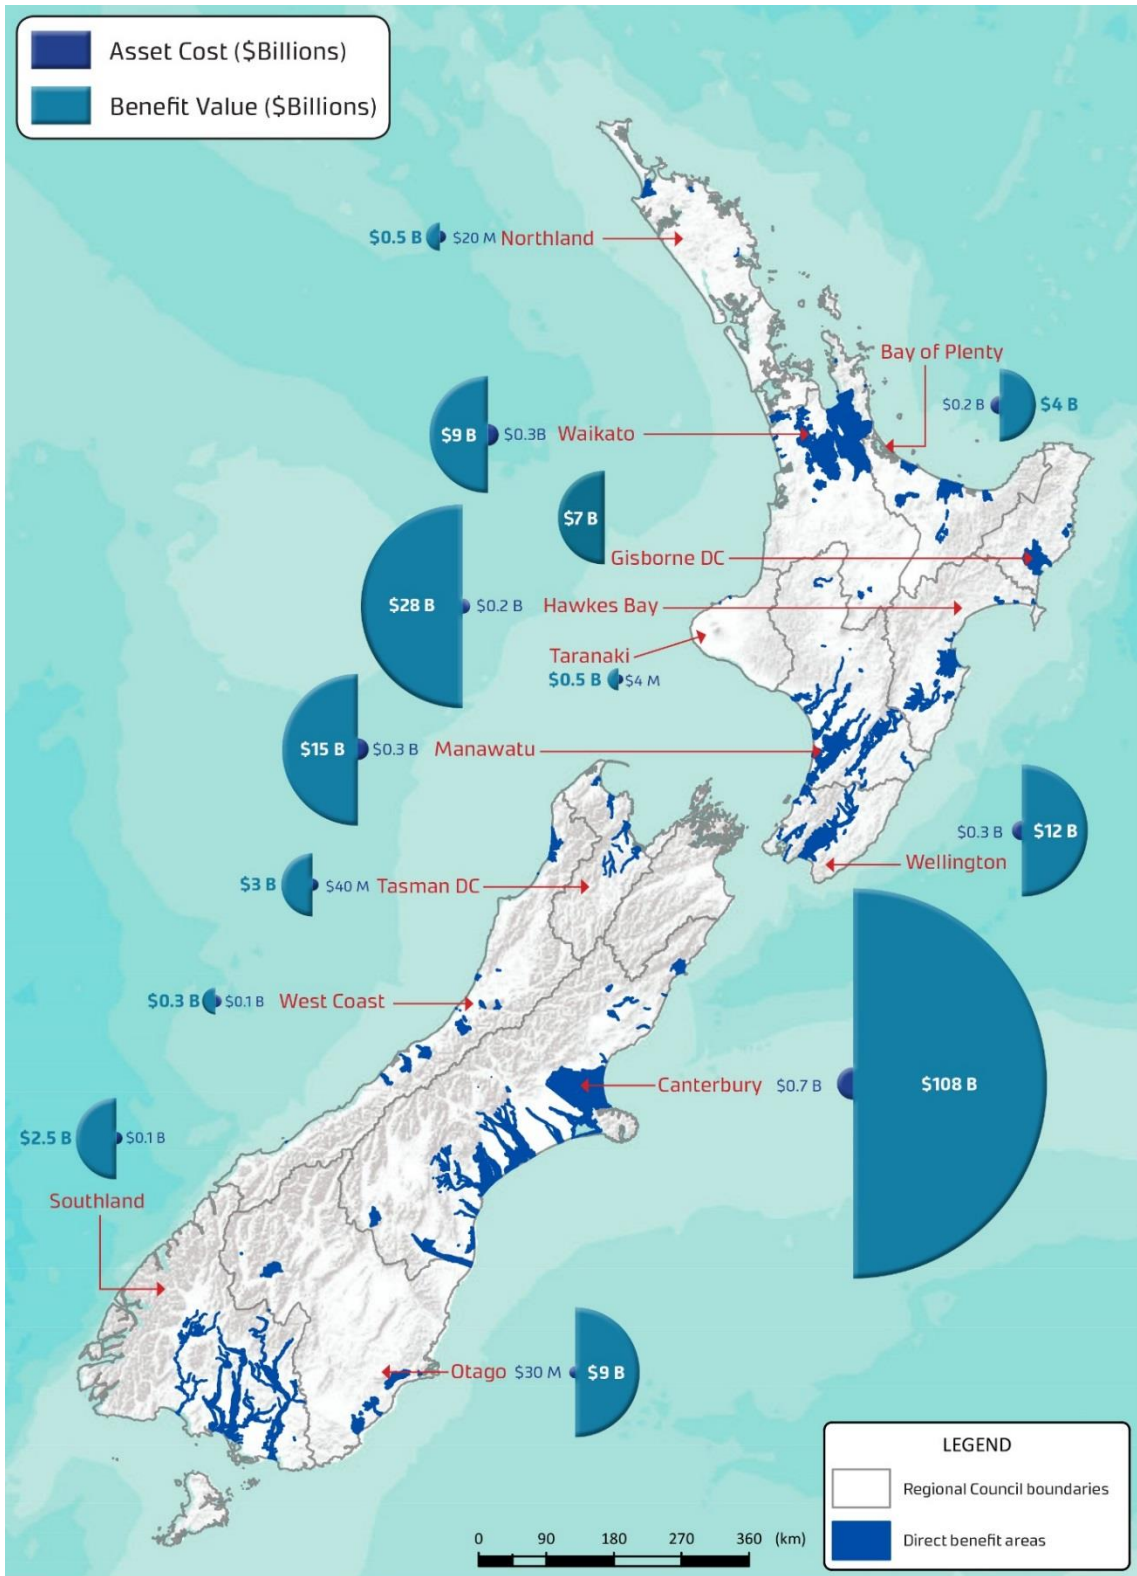 Asset Cost ($Billions)
Benefit Value ($Billions)
$0.5 B $20 M Northland
Bay of Plenty
$0.2 B $4 B
$9 B $0.3B Waikato
$7 B
Gisborne DC
$28 B $0.2 B Hawkes Bay
Taranaki
$0.5 B $4 M
$15 B $0.3 B Manawatu
$0.3 B $12 B
Wellington
$3 B $40 M Tasman DC
$0.3 B $0.1 B West Coast
Canterbury $0.7 B $108 B
$2.5 B $0.1 B
Southland
Otago $30 M $9 B
LEGEND
Regional Council boundaries
Direct benefit areas
0 90 180 270 360 (km)